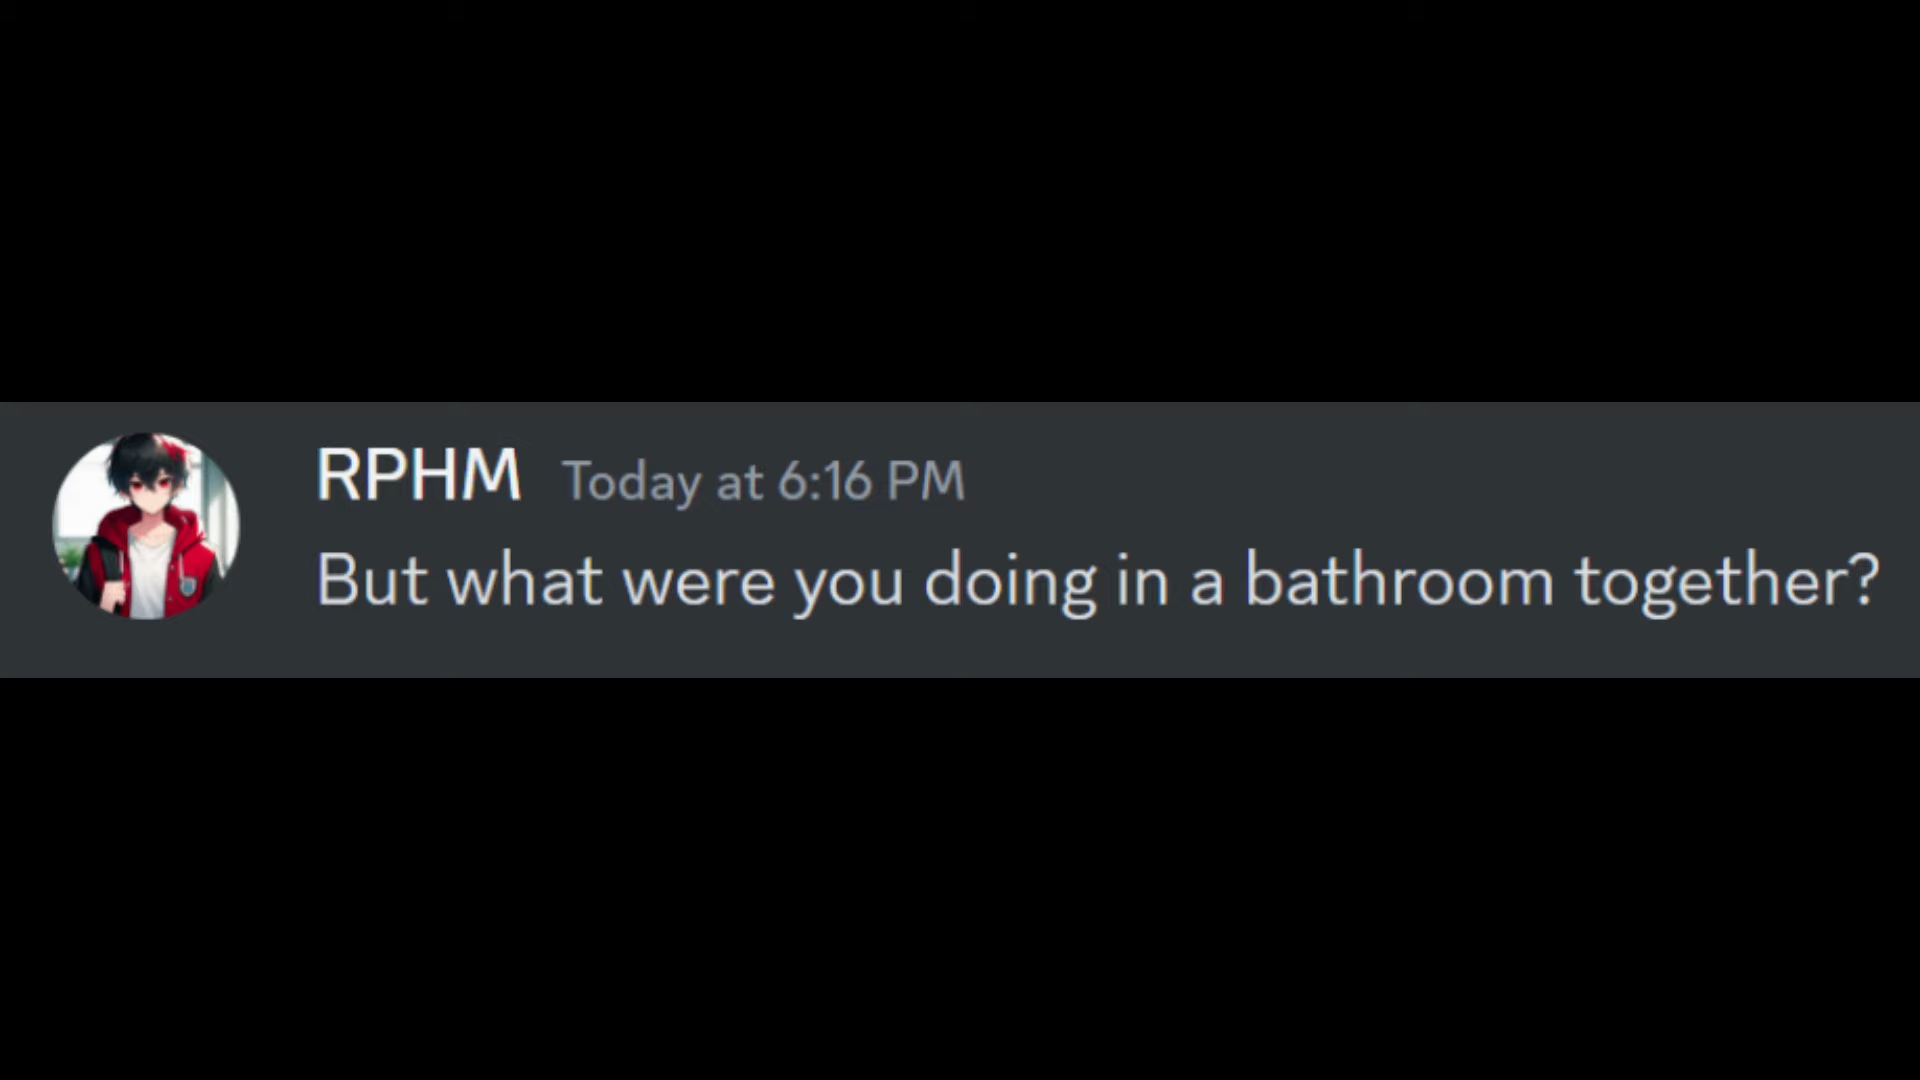 RPHM Today at 6:16 PM
But what were you doing in a bathroom together?